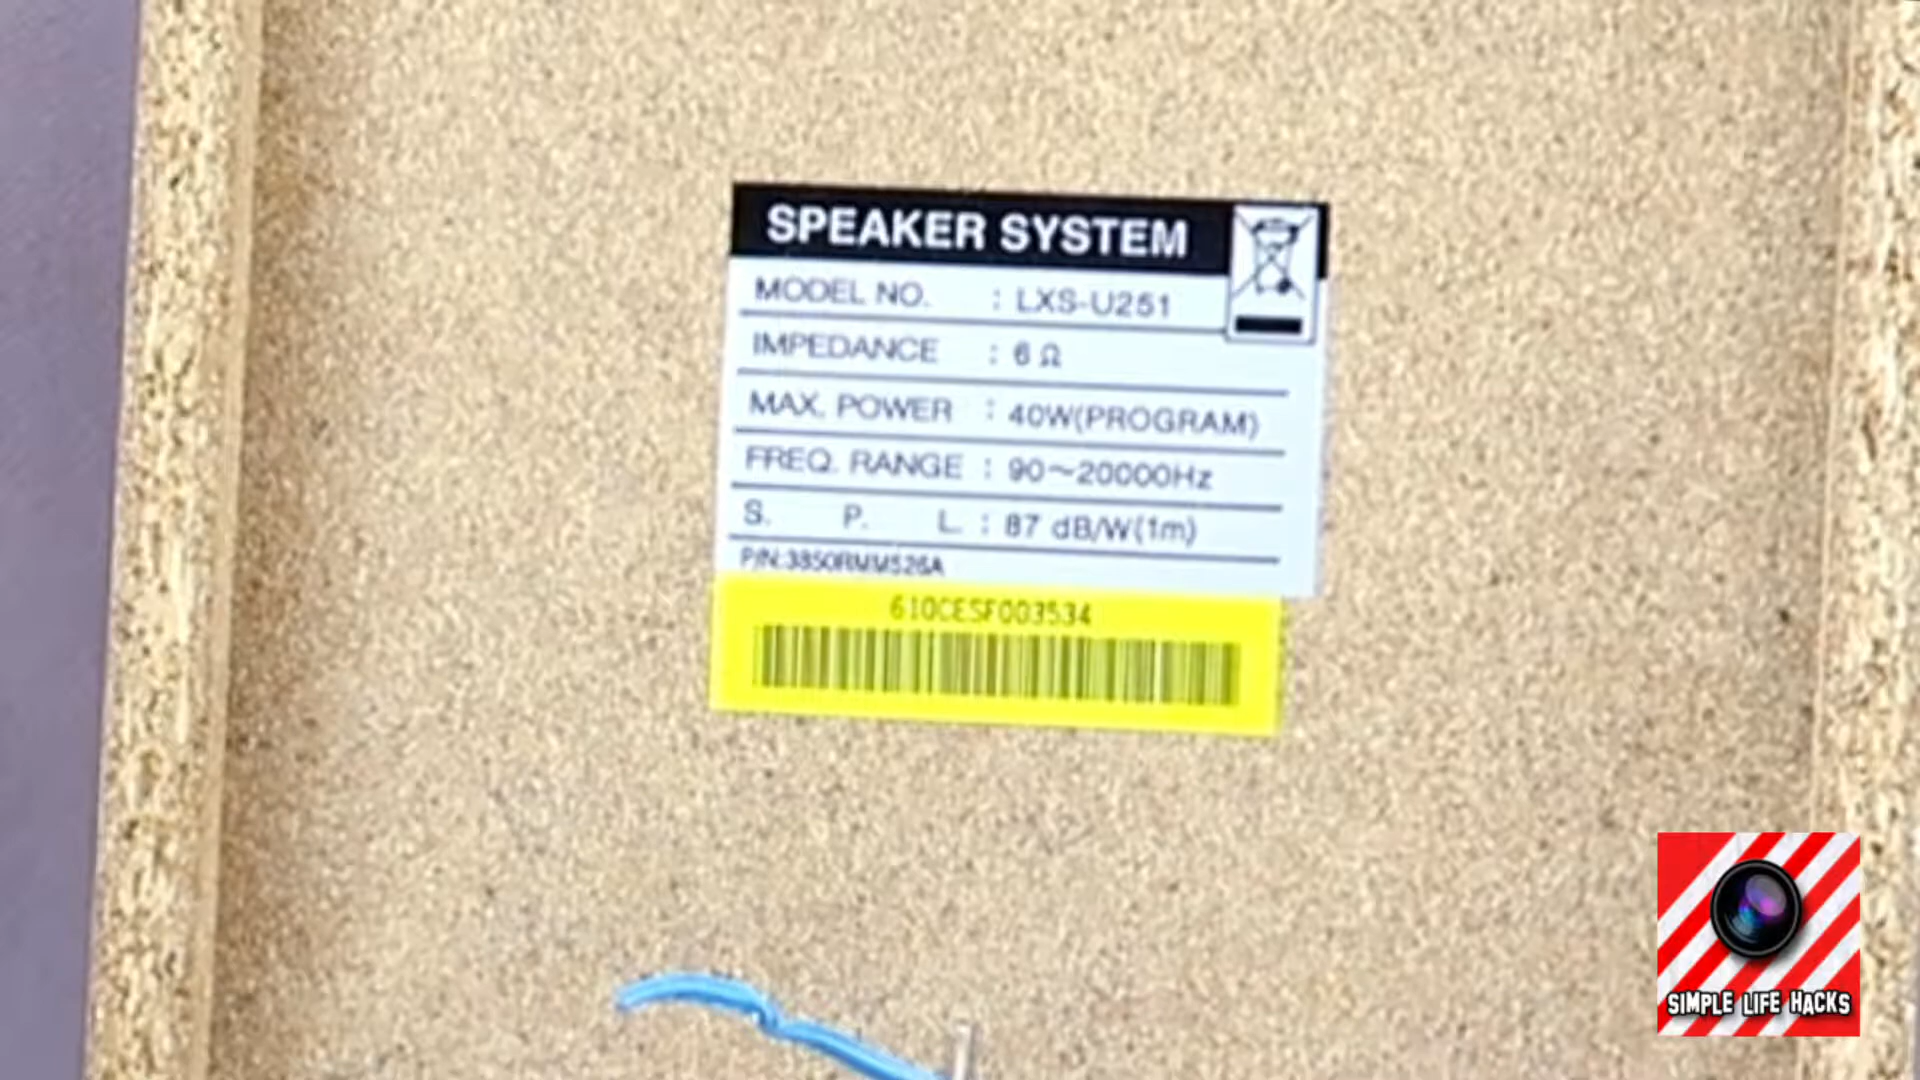 SPEAKER SYSTEM
MODEL NO. : LXS-U251
IMPEDANCE : 6 Ω
MAX. POWER : 40W(PROGRAM)
FREQ. RANGE : 90~20000Hz
S. P. L. : 87 dB/W(1m)
P/N:3850RMM526A
610CESF003534
SIMPLE LIFE HACKS